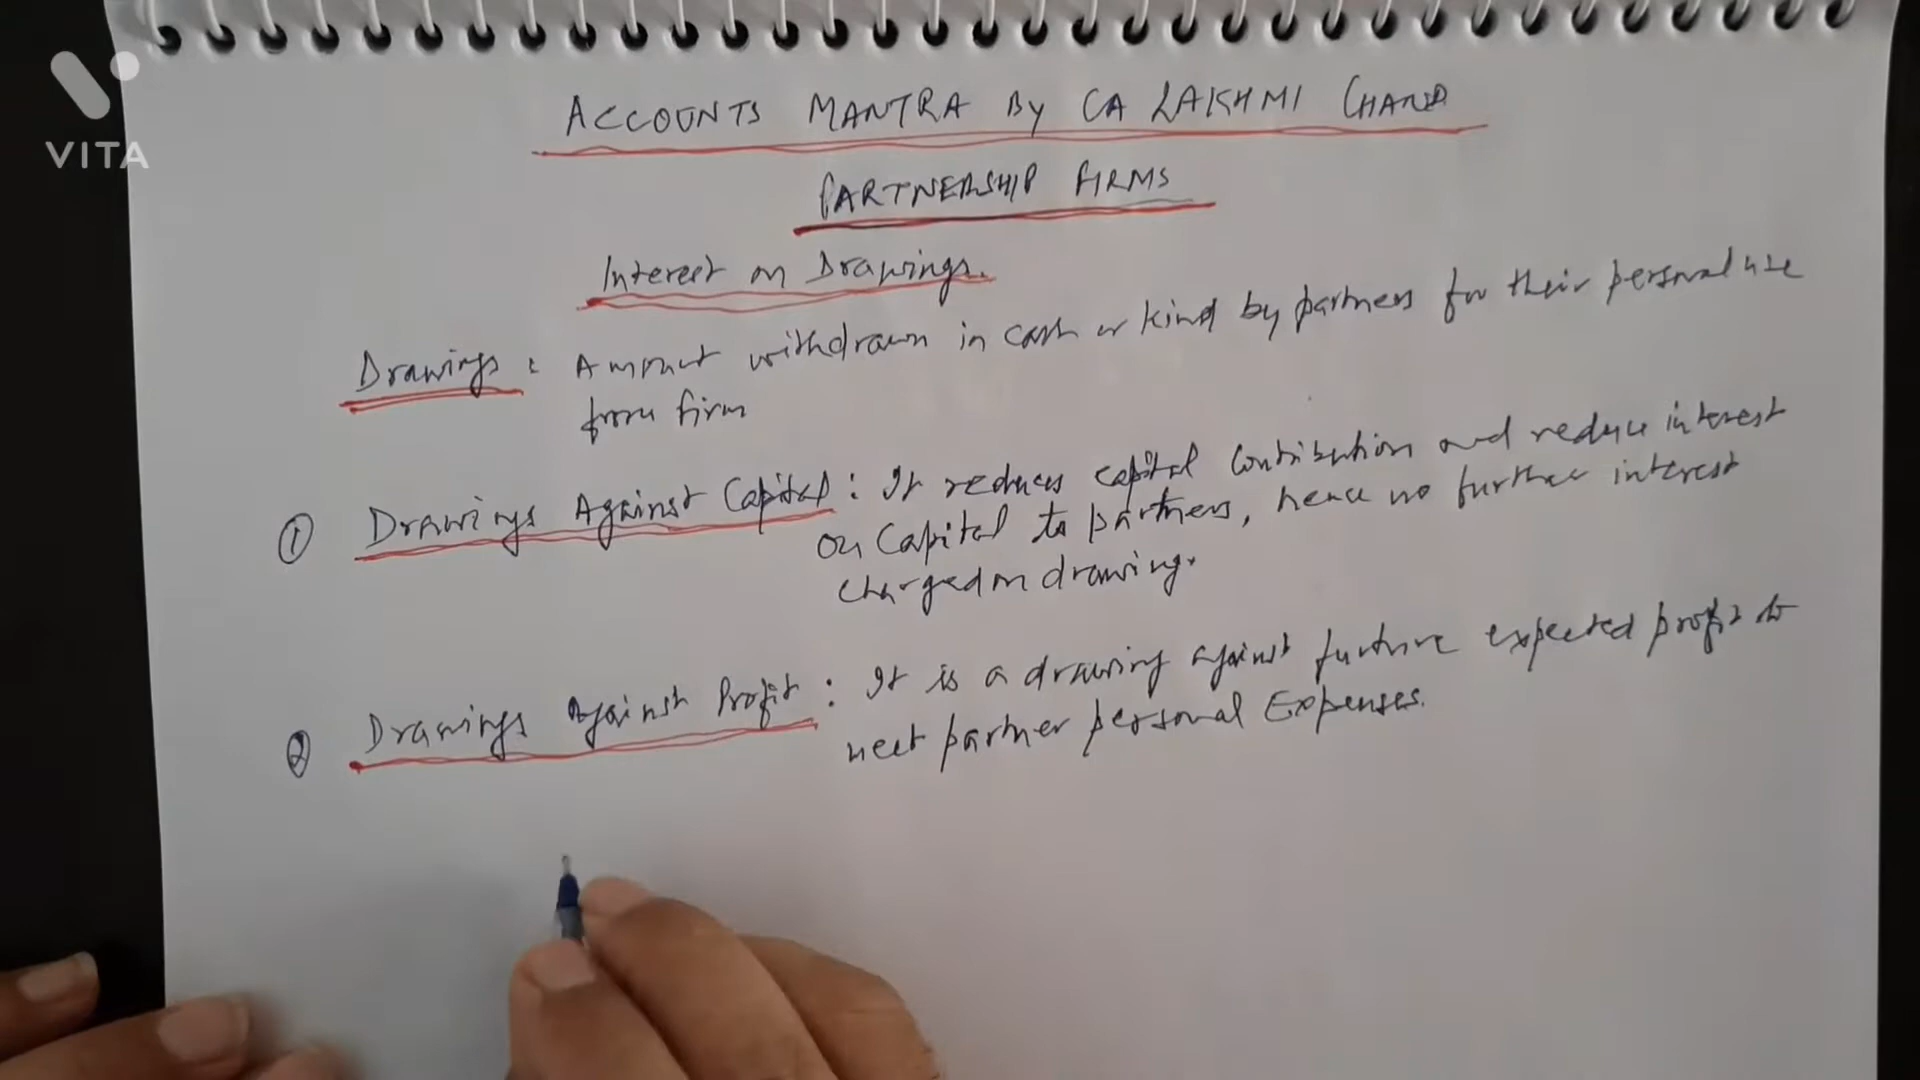 VITA
ACCOUNTS MANTRA By CA LAKHMI CHAND
PARTNERSHIP FIRMS
Interest on Drawings.
Drawings : Amount withdrawn in cash or kind by partners for their personal use
from firm
① Drawings Against Capital : It reduces capital contribution and reduce interest
on Capital to partners, hence no further interest
charged on drawing.
② Drawings Against Profit : It is a drawing against furture expected profit to
meet partner personal Expenses.